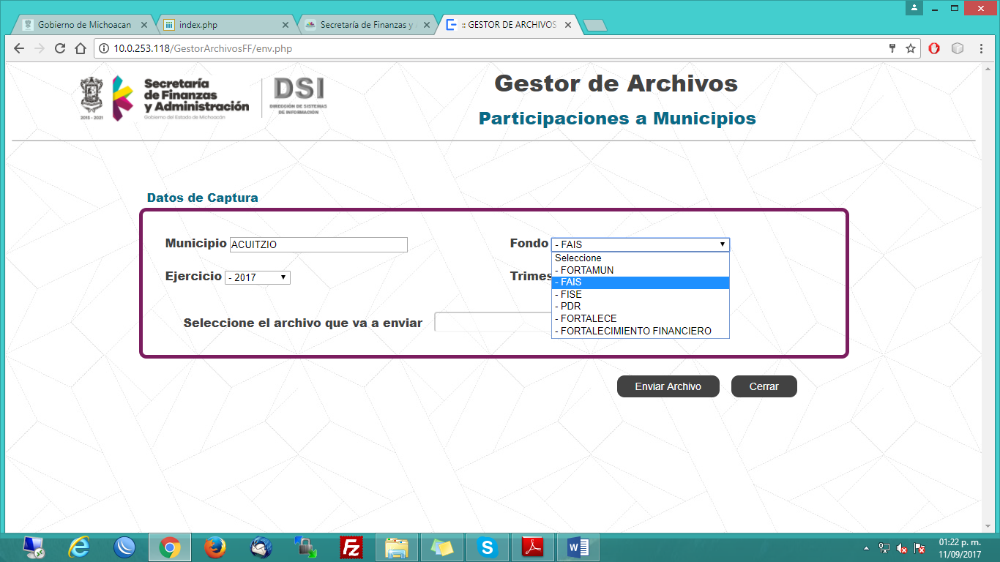 Gobierno de Michoacan
index.php
Secretaría de Finanzas y
:: GESTOR DE ARCHIVOS
10.0.253.118/GestorArchivosFF/env.php
2015 - 2021
Secretaría
de Finanzas
y Administración
Gobierno del Estado de Michoacán
DSI
DIRECCIÓN DE SISTEMAS
DE INFORMACIÓN
Gestor de Archivos
Participaciones a Municipios
Datos de Captura
Municipio ACUITZIO
Fondo - FAIS
Seleccione
- FORTAMUN
- FAIS
- FISE
- PDR
- FORTALECE
- FORTALECIMIENTO FINANCIERO
Ejercicio - 2017
Trimes
Seleccione el archivo que va a enviar
Enviar Archivo
Cerrar
01:22 p. m.
11/09/2017